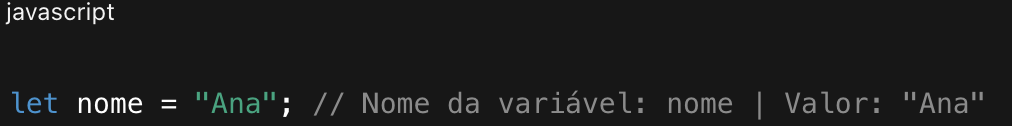 javascript
let nome = "Ana"; // Nome da variável: nome | Valor: "Ana"